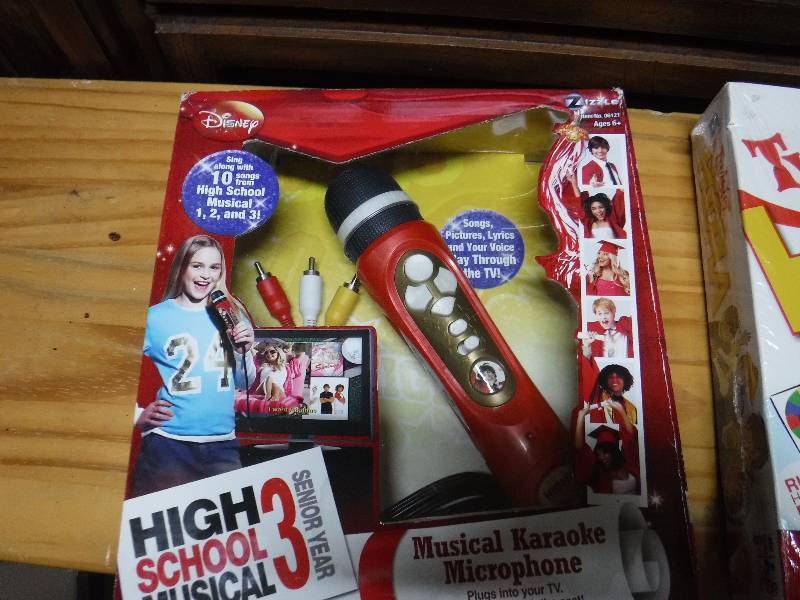 Disney
ZIZZLE
Item No. 06121
Ages 6+
Sing
along with
10 songs
from
High School
Musical
1, 2, and 3!
Songs,
Pictures, Lyrics
and Your Voice
Play Through
the TV!
24
HIGH
SCHOOL
MUSICAL
3
SENIOR YEAR
Musical Karaoke
Microphone
Plugs into your TV.